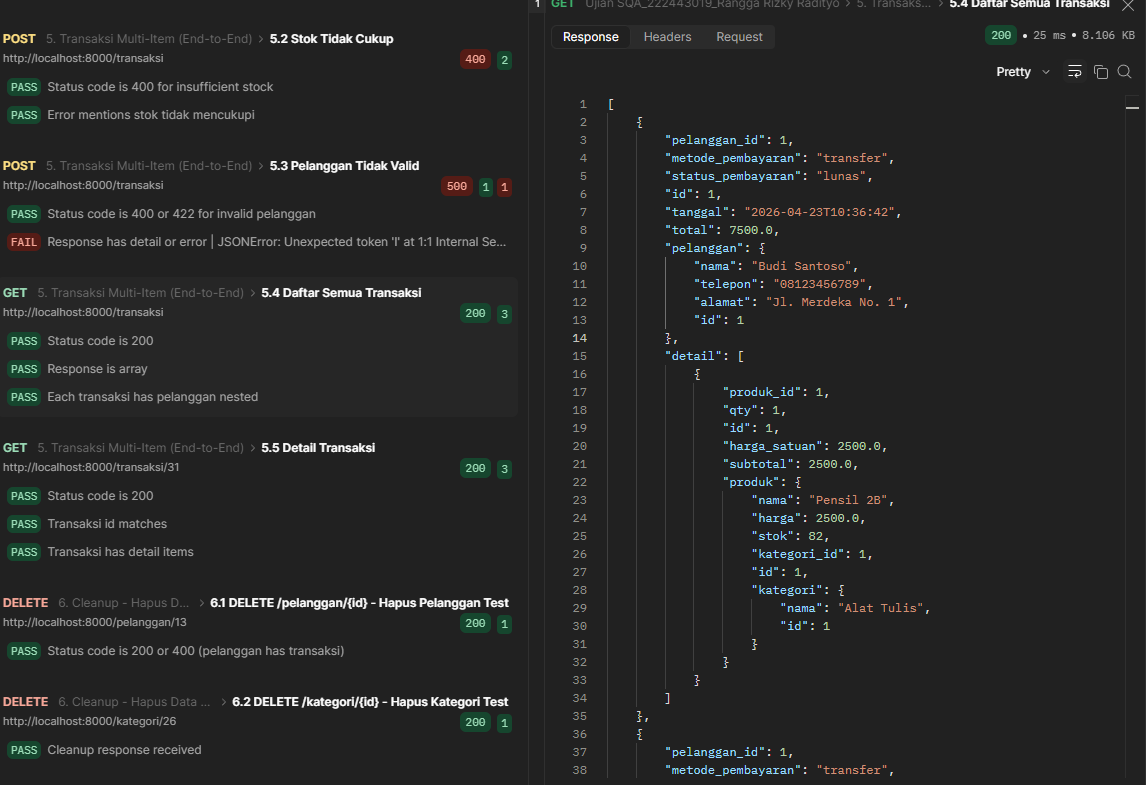 POST 5. Transaksi Multi-Item (End-to-End) > 5.2 Stok Tidak Cukup
http://localhost:8000/transaksi 400 2
PASS Status code is 400 for insufficient stock
PASS Error mentions stok tidak mencukupi
POST 5. Transaksi Multi-Item (End-to-End) > 5.3 Pelanggan Tidak Valid
http://localhost:8000/transaksi 500 1 1
PASS Status code is 400 or 422 for invalid pelanggan
FAIL Response has detail or error | JSONError: Unexpected token 'I' at 1:1 Internal Se...
GET 5. Transaksi Multi-Item (End-to-End) > 5.4 Daftar Semua Transaksi
http://localhost:8000/transaksi 200 3
PASS Status code is 200
PASS Response is array
PASS Each transaksi has pelanggan nested
GET 5. Transaksi Multi-Item (End-to-End) > 5.5 Detail Transaksi
http://localhost:8000/transaksi/31 200 3
PASS Status code is 200
PASS Transaksi id matches
PASS Transaksi has detail items
DELETE 6. Cleanup - Hapus D... > 6.1 DELETE /pelanggan/{id} - Hapus Pelanggan Test
http://localhost:8000/pelanggan/13 200 1
PASS Status code is 200 or 400 (pelanggan has transaksi)
DELETE 6. Cleanup - Hapus Data ... > 6.2 DELETE /kategori/{id} - Hapus Kategori Test
http://localhost:8000/kategori/26 200 1
PASS Cleanup response received
1 GET Ujian SQA_222443019_Rangga Rizky Radityo > 5. Transaks... > 5.4 Daftar Semua Transaksi
Response Headers Request 200 • 25 ms • 8.106 KB
Pretty
1 [
2 {
3 "pelanggan_id": 1,
4 "metode_pembayaran": "transfer",
5 "status_pembayaran": "lunas",
6 "id": 1,
7 "tanggal": "2026-04-23T10:36:42",
8 "total": 7500.0,
9 "pelanggan": {
10 "nama": "Budi Santoso",
11 "telepon": "08123456789",
12 "alamat": "Jl. Merdeka No. 1",
13 "id": 1
14 },
15 "detail": [
16 {
17 "produk_id": 1,
18 "qty": 1,
19 "id": 1,
20 "harga_satuan": 2500.0,
21 "subtotal": 2500.0,
22 "produk": {
23 "nama": "Pensil 2B",
24 "harga": 2500.0,
25 "stok": 82,
26 "kategori_id": 1,
27 "id": 1,
28 "kategori": {
29 "nama": "Alat Tulis",
30 "id": 1
31 }
32 }
33 }
34 ]
35 },
36 {
37 "pelanggan_id": 1,
38 "metode_pembayaran": "transfer",